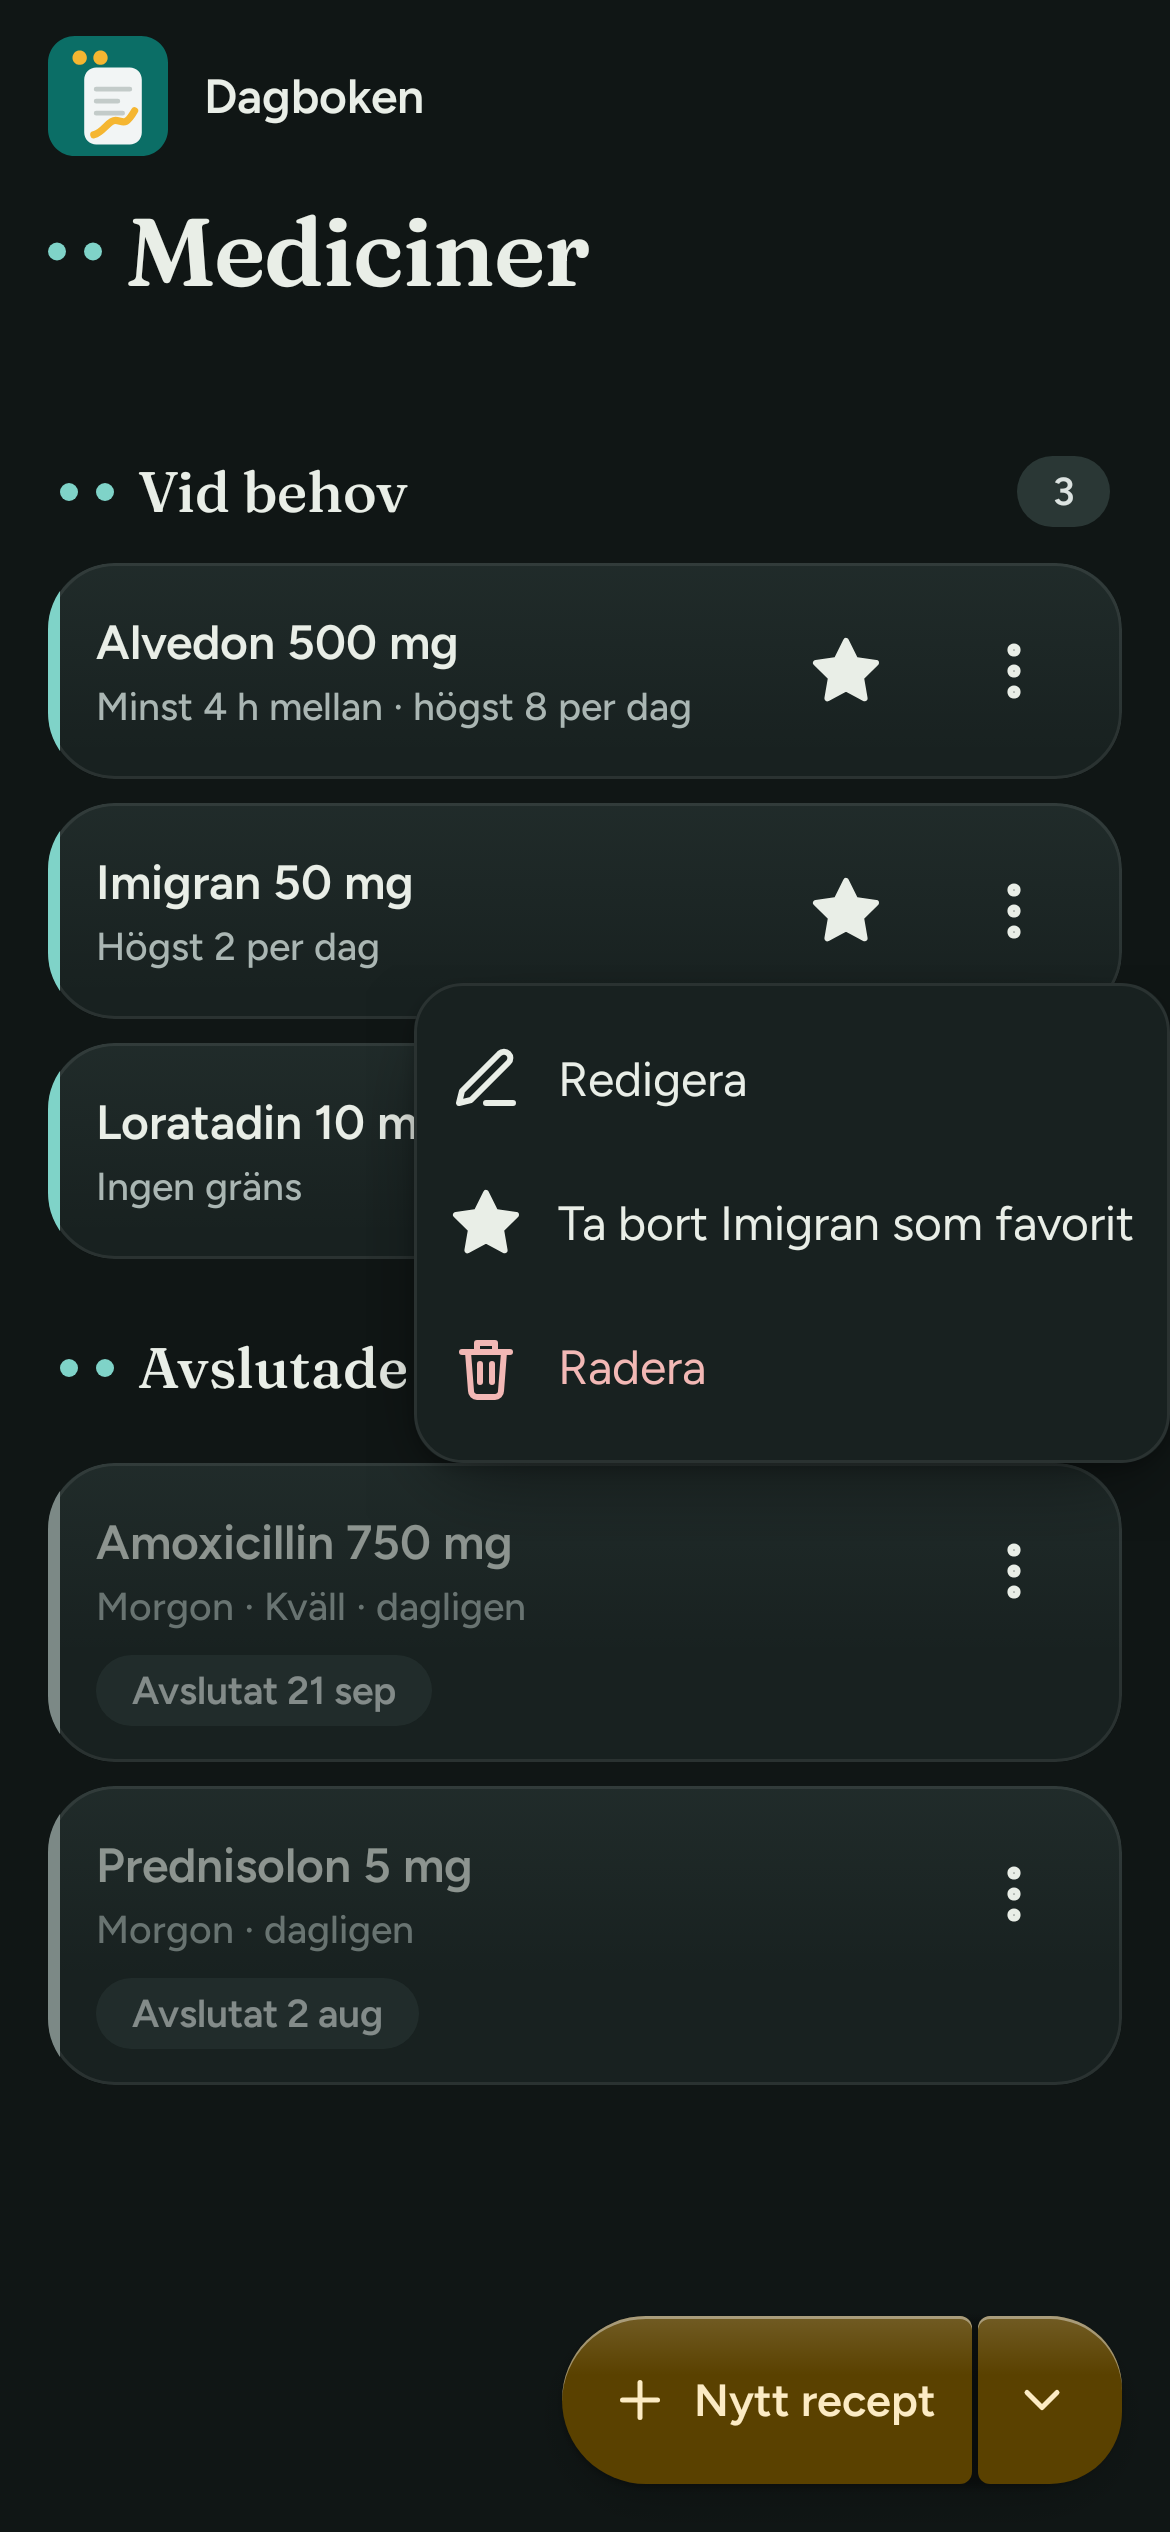 Dagboken
Mediciner
Vid behov
3
Alvedon 500 mg
Minst 4 h mellan · högst 8 per dag
Imigran 50 mg
Högst 2 per dag
Loratadin 10 m
Ingen gräns
Redigera
Ta bort Imigran som favorit
Radera
Avslutade
Amoxicillin 750 mg
Morgon · Kväll · dagligen
Avslutat 21 sep
Prednisolon 5 mg
Morgon · dagligen
Avslutat 2 aug
Nytt recept